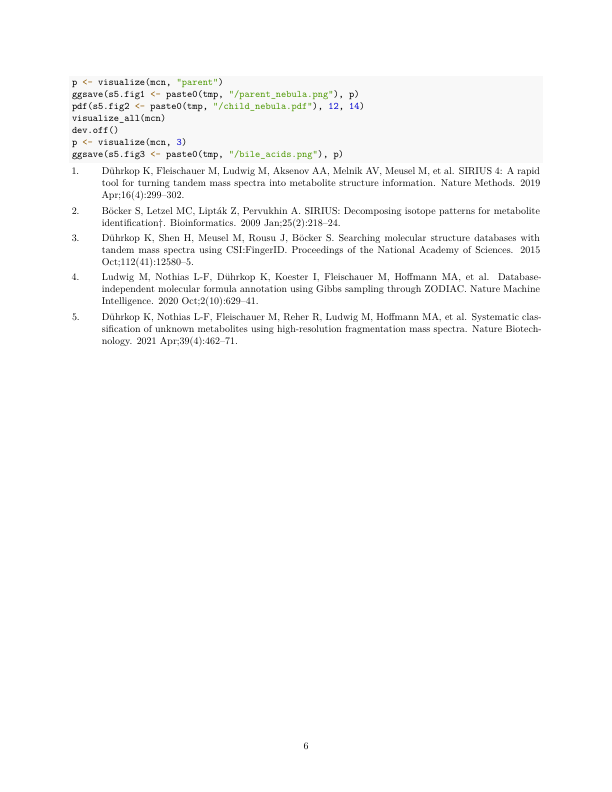 p <- visualize(mcn, "parent")
ggsave(s5.fig1 <- paste0(tmp, "/parent_nebula.png"), p)
pdf(s5.fig2 <- paste0(tmp, "/child_nebula.pdf"), 12, 14)
visualize_all(mcn)
dev.off()
p <- visualize(mcn, 3)
ggsave(s5.fig3 <- paste0(tmp, "/bile_acids.png"), p)
1. Dührkop K, Fleischauer M, Ludwig M, Aksenov AA, Melnik AV, Meusel M, et al. SIRIUS 4: A rapid
tool for turning tandem mass spectra into metabolite structure information. Nature Methods. 2019
Apr;16(4):299–302.
2. Böcker S, Letzel MC, Lipták Z, Pervukhin A. SIRIUS: Decomposing isotope patterns for metabolite
identification†. Bioinformatics. 2009 Jan;25(2):218–24.
3. Dührkop K, Shen H, Meusel M, Rousu J, Böcker S. Searching molecular structure databases with
tandem mass spectra using CSI:FingerID. Proceedings of the National Academy of Sciences. 2015
Oct;112(41):12580–5.
4. Ludwig M, Nothias L-F, Dührkop K, Koester I, Fleischauer M, Hoffmann MA, et al. Database-
independent molecular formula annotation using Gibbs sampling through ZODIAC. Nature Machine
Intelligence. 2020 Oct;2(10):629–41.
5. Dührkop K, Nothias L-F, Fleischauer M, Reher R, Ludwig M, Hoffmann MA, et al. Systematic clas-
sification of unknown metabolites using high-resolution fragmentation mass spectra. Nature Biotech-
nology. 2021 Apr;39(4):462–71.
6